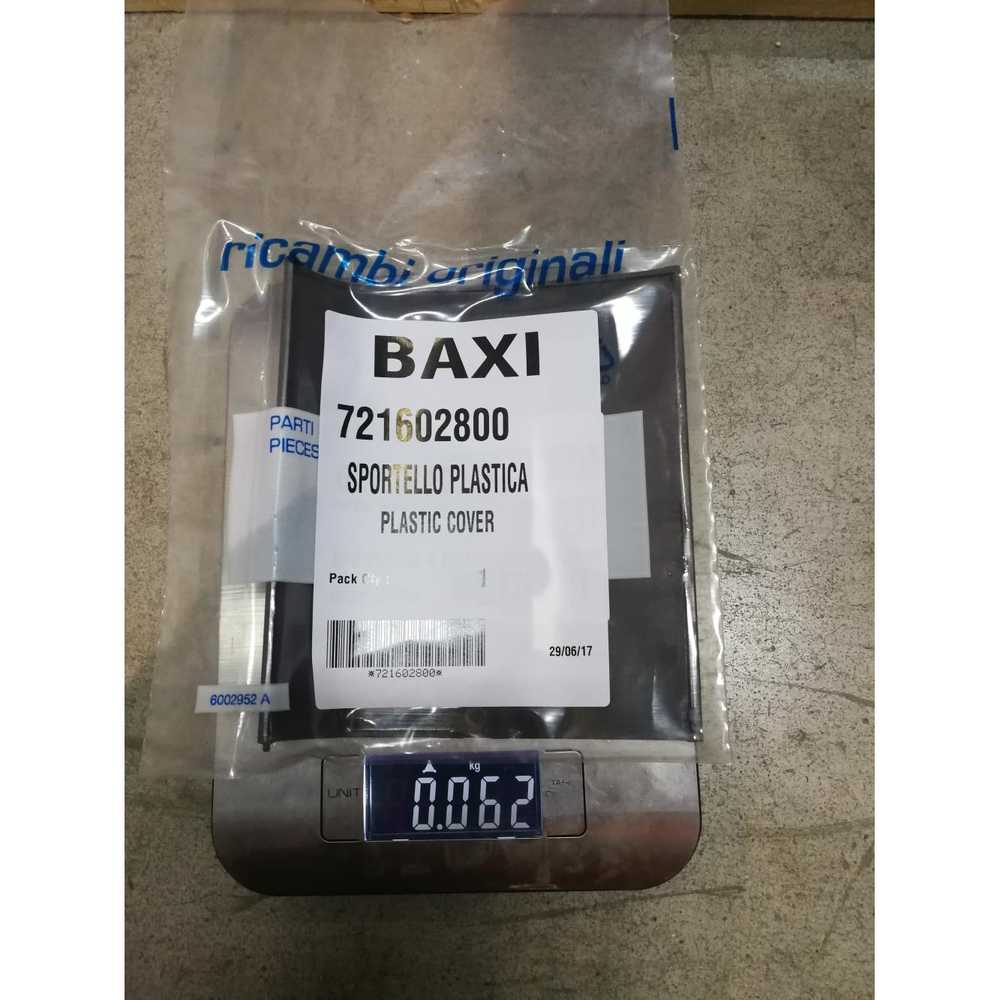 ricambi originali
BAXI
721602800
PARTI
PIECES
SPORTELLO PLASTICA
PLASTIC COVER
Pack Qty :
1
29/06/17
*721602800*
6002952 A
UNIT
kg
0.062